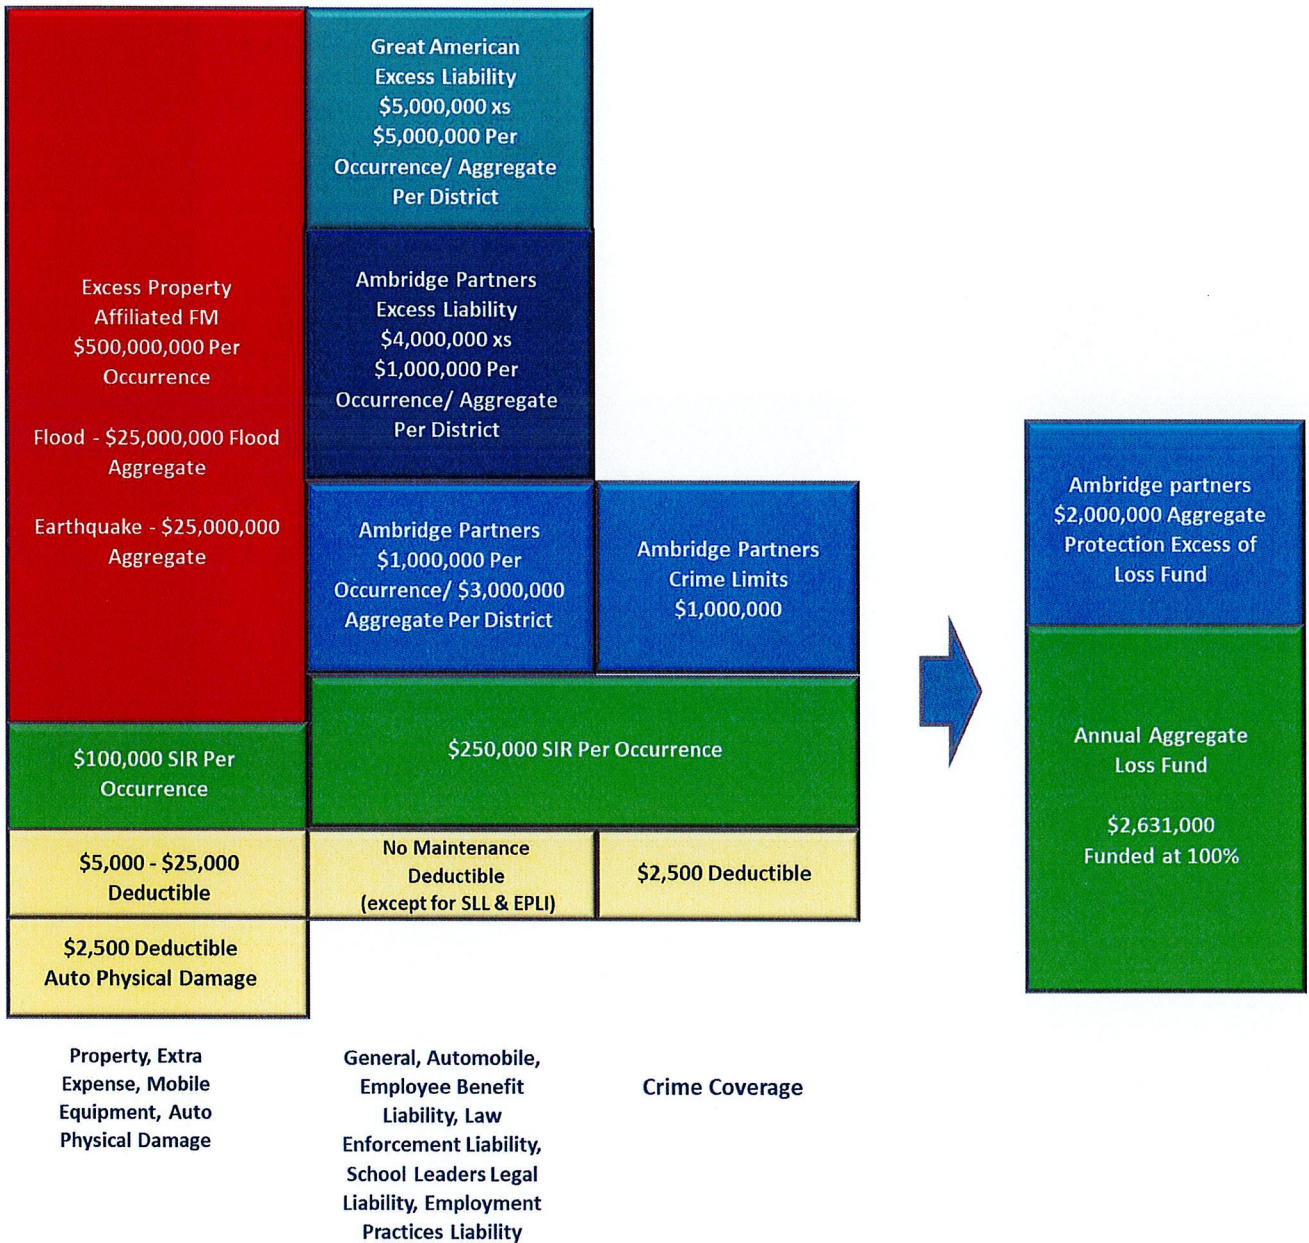 Great American
Excess Liability
$5,000,000 xs
$5,000,000 Per
Occurrence/ Aggregate
Per District
Excess Property
Affiliated FM
$500,000,000 Per
Occurrence
Flood - $25,000,000 Flood
Aggregate
Earthquake - $25,000,000
Aggregate
Ambridge Partners
Excess Liability
$4,000,000 xs
$1,000,000 Per
Occurrence/ Aggregate
Per District
Ambridge Partners
$1,000,000 Per
Occurrence/ $3,000,000
Aggregate Per District
Ambridge Partners
Crime Limits
$1,000,000
$100,000 SIR Per
Occurrence
$250,000 SIR Per Occurrence
$5,000 - $25,000
Deductible
No Maintenance
Deductible
(except for SLL & EPLI)
$2,500 Deductible
$2,500 Deductible
Auto Physical Damage
Property, Extra
Expense, Mobile
Equipment, Auto
Physical Damage
General, Automobile,
Employee Benefit
Liability, Law
Enforcement Liability,
School Leaders Legal
Liability, Employment
Practices Liability
Crime Coverage
Ambridge partners
$2,000,000 Aggregate
Protection Excess of
Loss Fund
Annual Aggregate
Loss Fund
$2,631,000
Funded at 100%